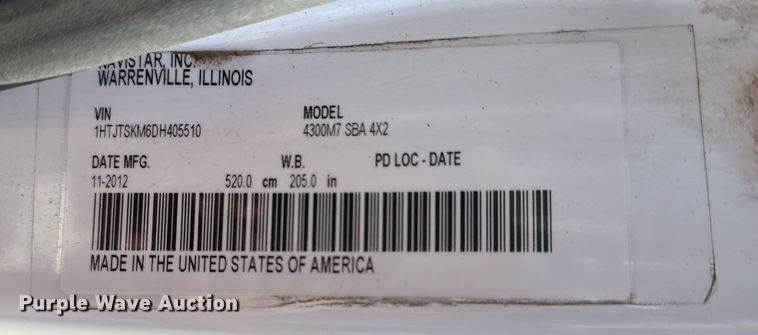 NAVISTAR, INC.
WARRENVILLE, ILLINOIS
VIN MODEL
1HTJTSKM6DH405510 4300M7 SBA 4X2
DATE MFG. W.B. PD LOC - DATE
11-2012 520.0 cm 205.0 in
MADE IN THE UNITED STATES OF AMERICA
Purple Wave Auction